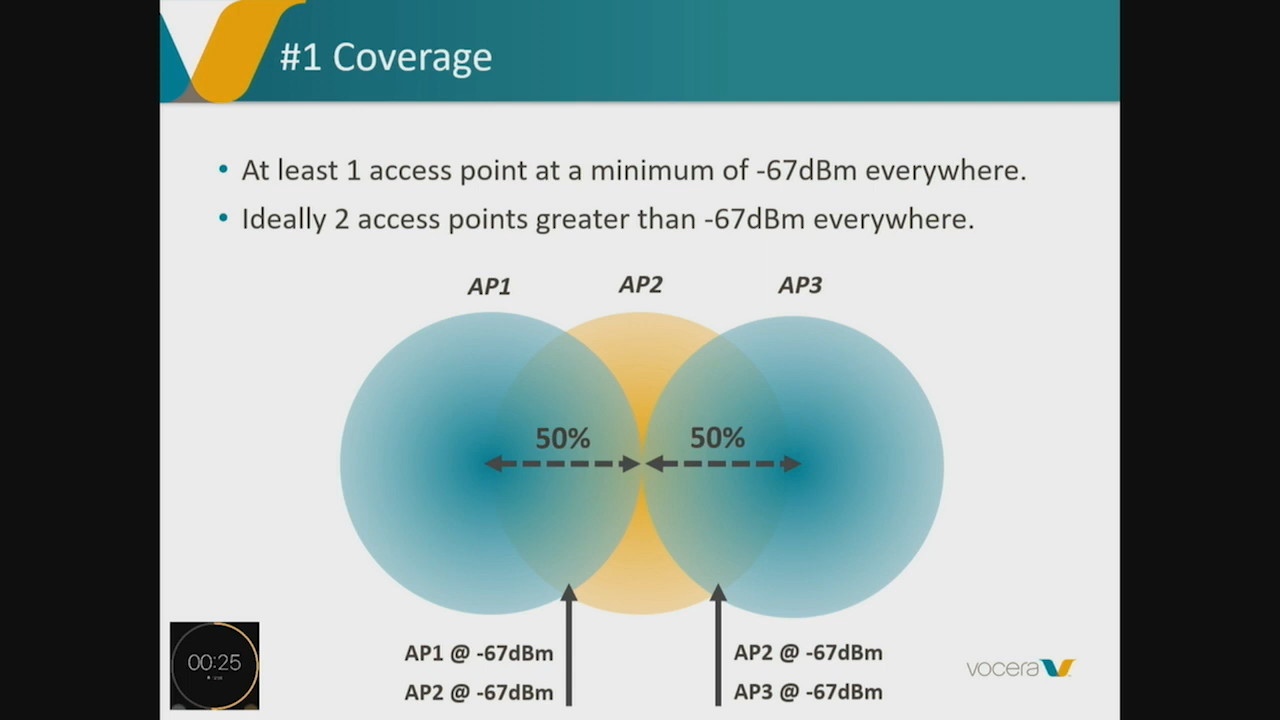 #1 Coverage
• At least 1 access point at a minimum of -67dBm everywhere.
• Ideally 2 access points greater than -67dBm everywhere.
AP1 AP2 AP3
50% 50%
AP1 @ -67dBm
AP2 @ -67dBm
AP2 @ -67dBm
AP3 @ -67dBm
00:25
vocera